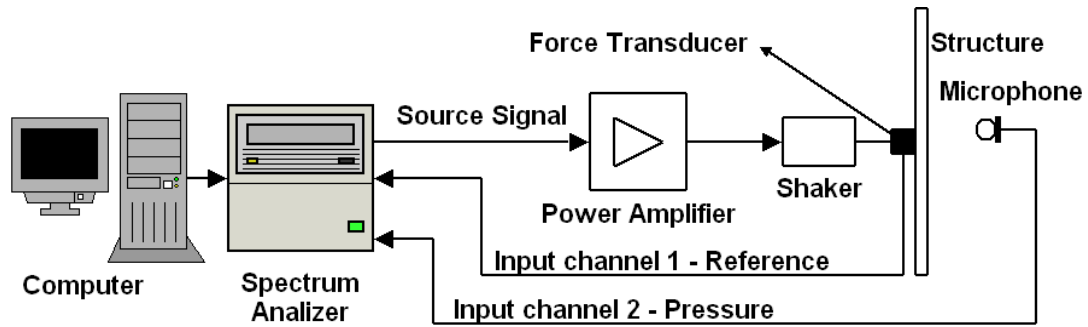 Force Transducer
Structure
Microphone
Source Signal
Shaker
Power Amplifier
Input channel 1 - Reference
Computer
Spectrum
Analizer
Input channel 2 - Pressure